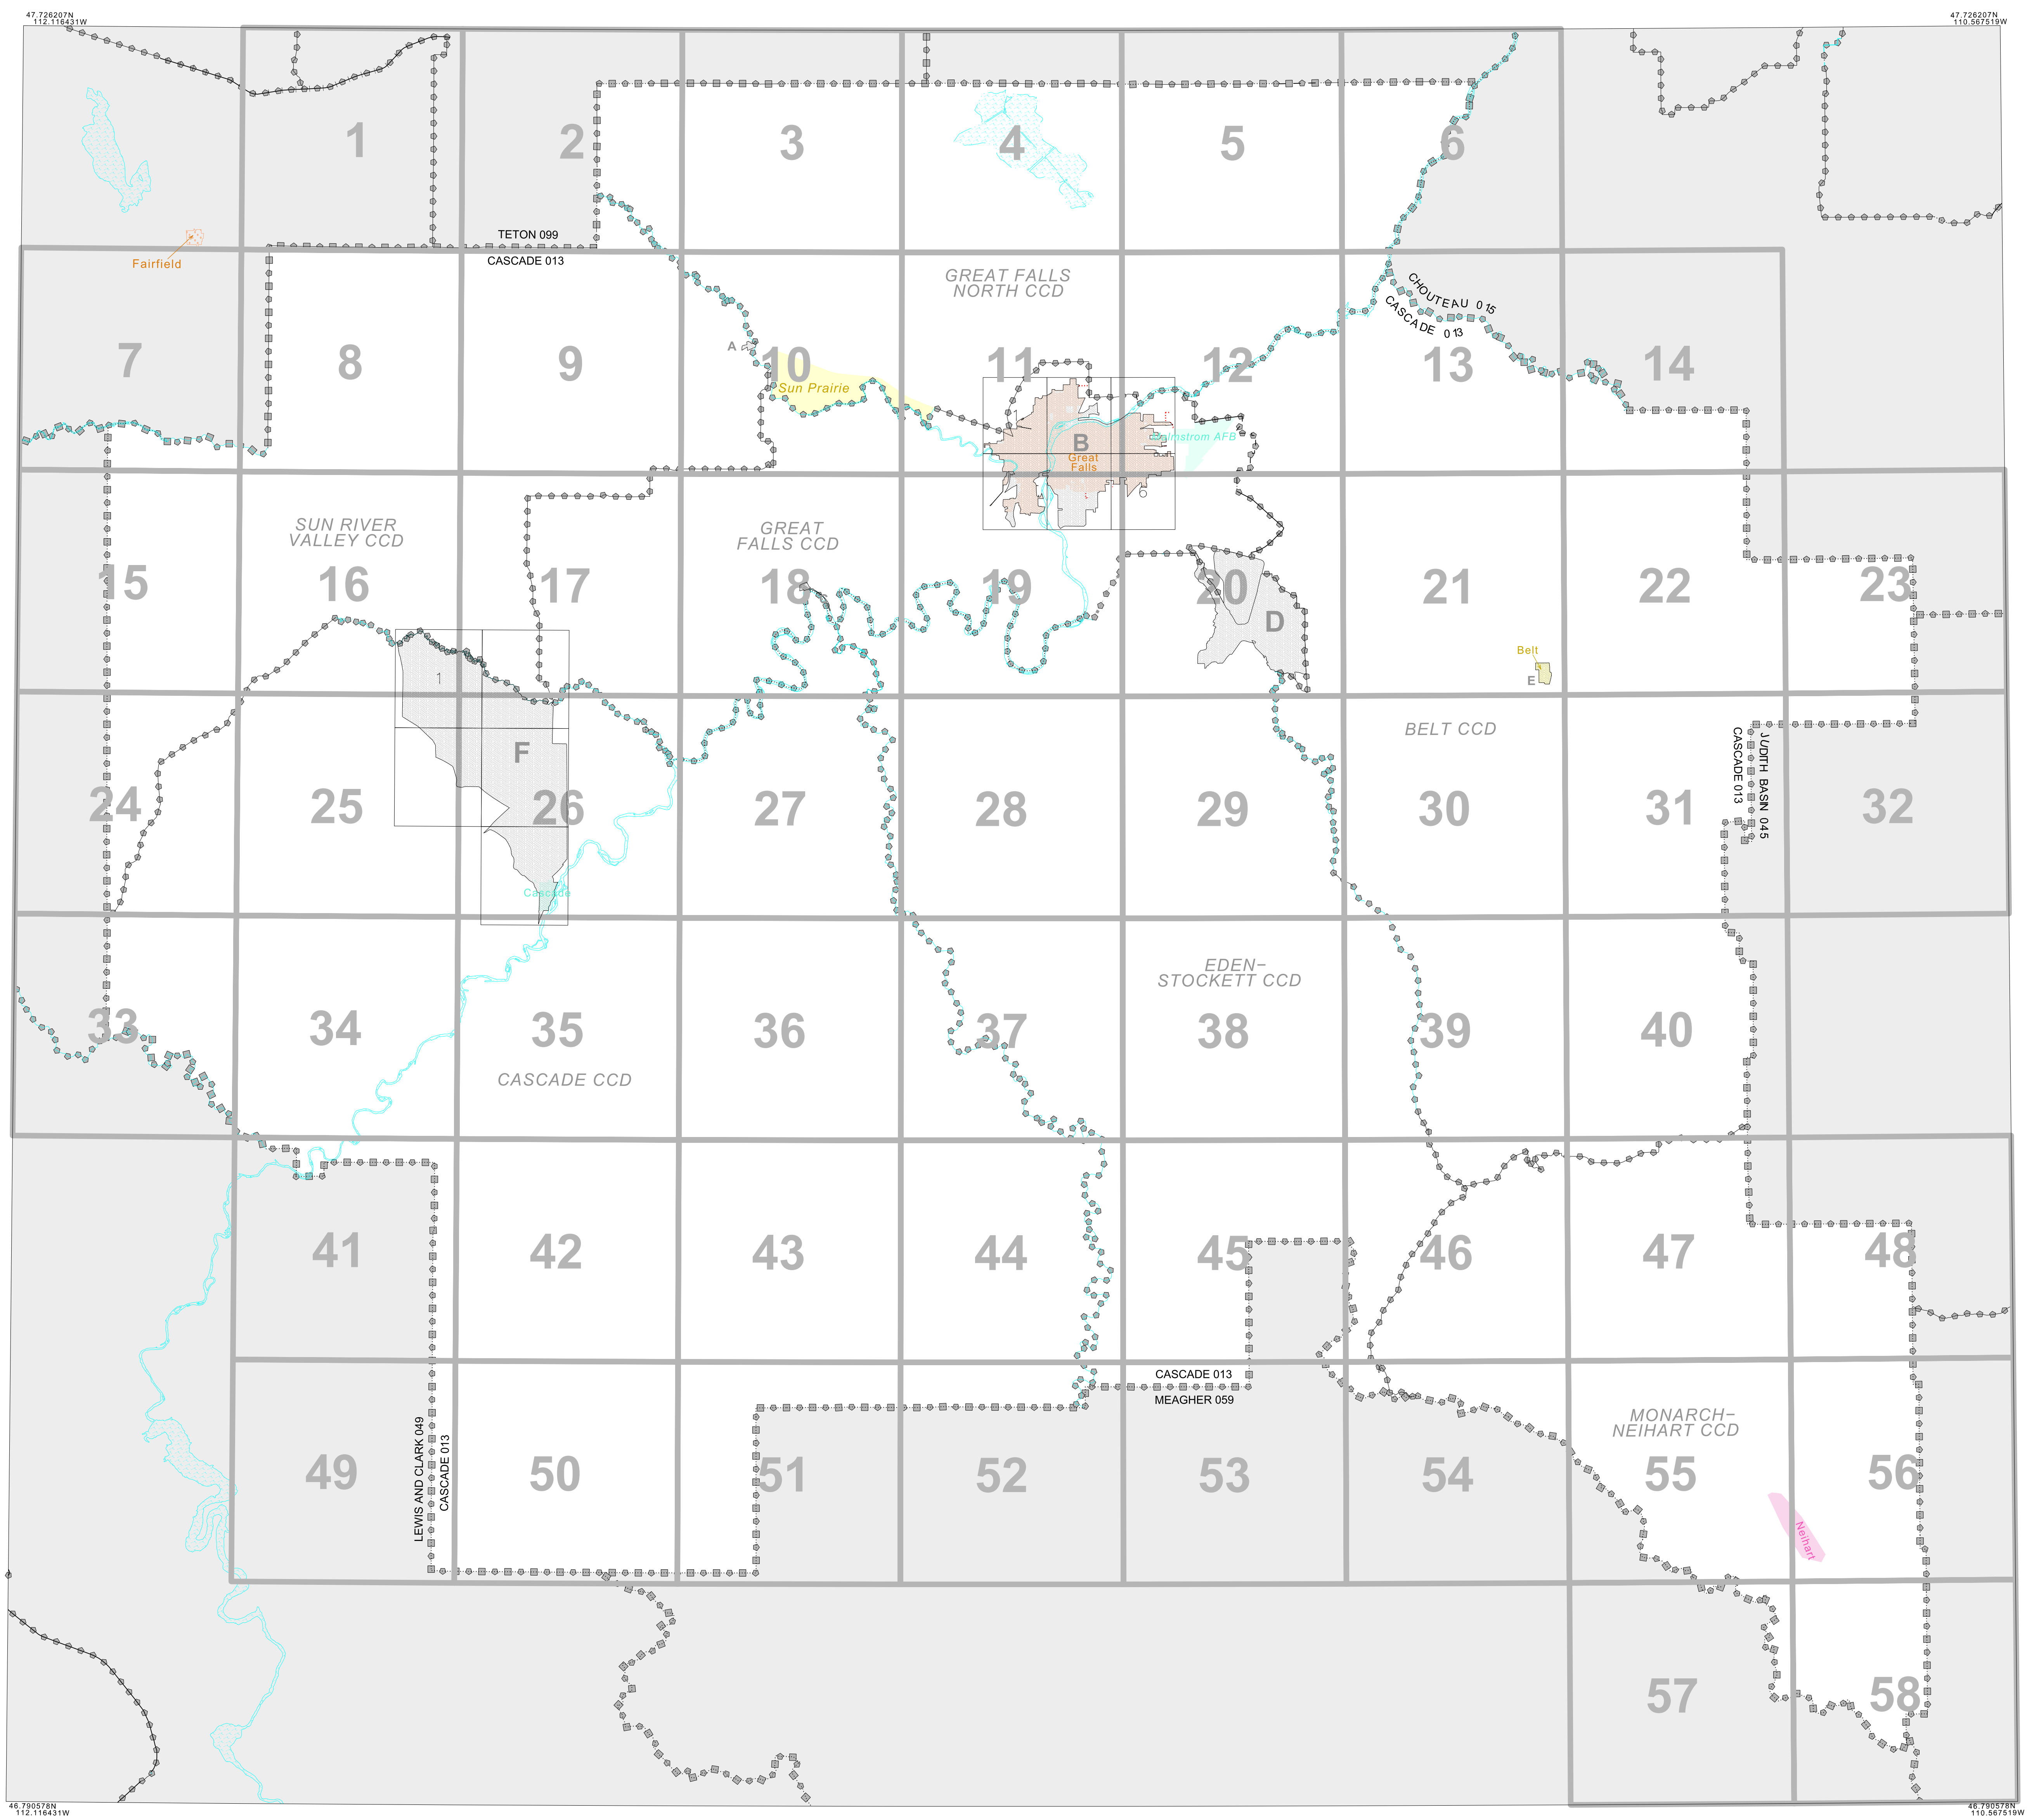 47.726207N
112.116431W
47.726207N
110.567519W
1
2
3
4
5
6
TETON 099
CASCADE 013
Fairfield
GREAT FALLS
NORTH CCD
CHOUTEAU 015
CASCADE 013
7
8
9
A
10
Sun Prairie
11
12
13
14
B
Great
Falls
Malmstrom AFB
6
SUN RIVER
VALLEY CCD
GREAT
FALLS CCD
15
16
17
18
19
20
D
21
22
23
Belt
E
1
BELT CCD
F
CASCADE 013
JUDITH BASIN 045
24
25
26
27
28
29
30
31
32
Cascade
EDEN–
STOCKETT CCD
33
34
35
36
37
38
39
40
CASCADE CCD
41
42
43
44
45
46
47
48
CASCADE 013
MEAGHER 059
LEWIS AND CLARK 049
CASCADE 013
MONARCH–
NEIHART CCD
49
50
51
52
53
54
55
56
Neihart
57
58
46.790578N
112.116431W
46.790578N
110.567519W